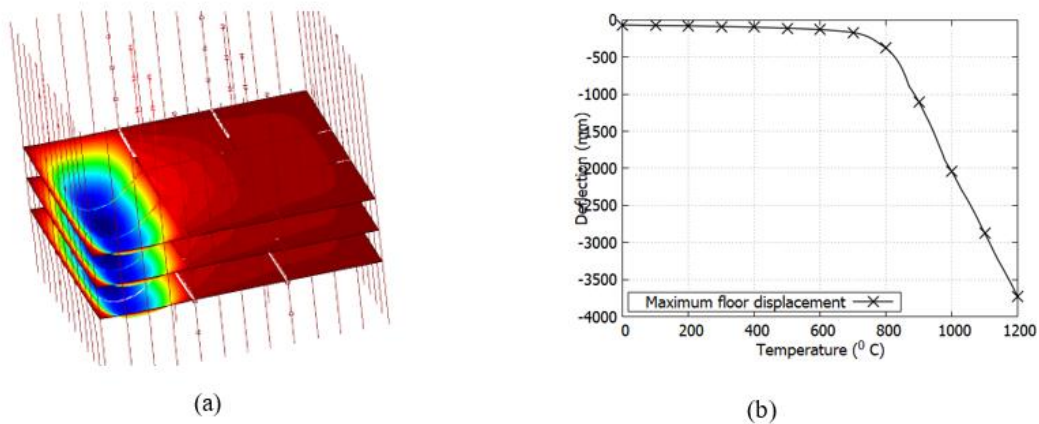 0
-500
-1000
-1500
-2000
-2500
-3000
-3500
-4000
Deflection (mm)
Maximum floor displacement
0 200 400 600 800 1000 1200
Temperature (⁰ C)
(a)
(b)